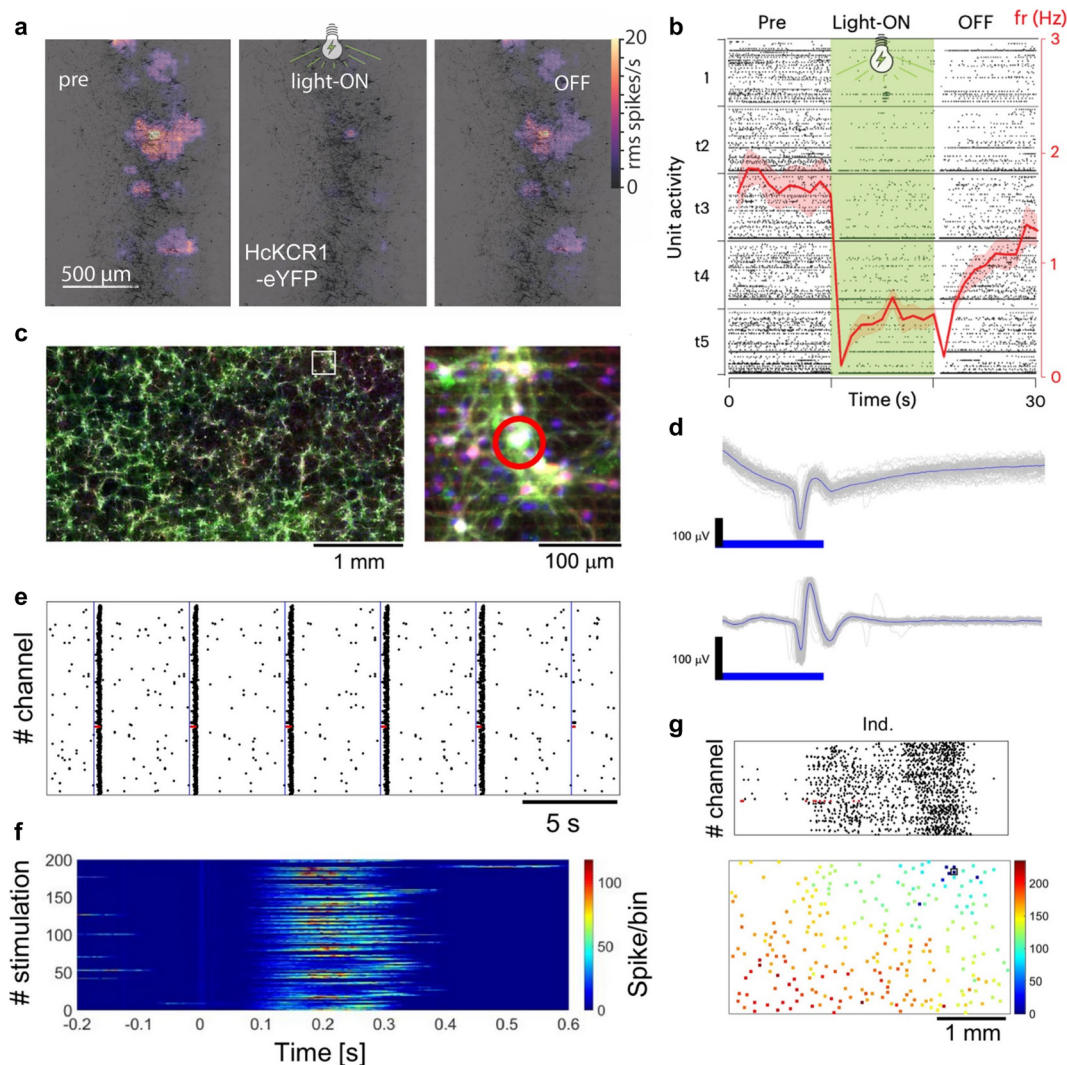 a
pre
light-ON
OFF
500 µm
HcKCR1
-eYFP
20
0
rms spikes/s
b
Pre
Light-ON
OFF
fr (Hz)
3
2
1
0
Unit activity
1
t2
t3
t4
t5
0
Time (s)
30
c
1 mm
100 µm
d
100 µV
100 µV
e
# channel
5 s
f
# stimulation
200
150
100
50
0
-0.2
-0.1
0
0.1
0.2
0.3
0.4
0.5
0.6
Time [s]
100
50
0
Spike/bin
g
Ind.
# channel
200
150
100
50
0
1 mm